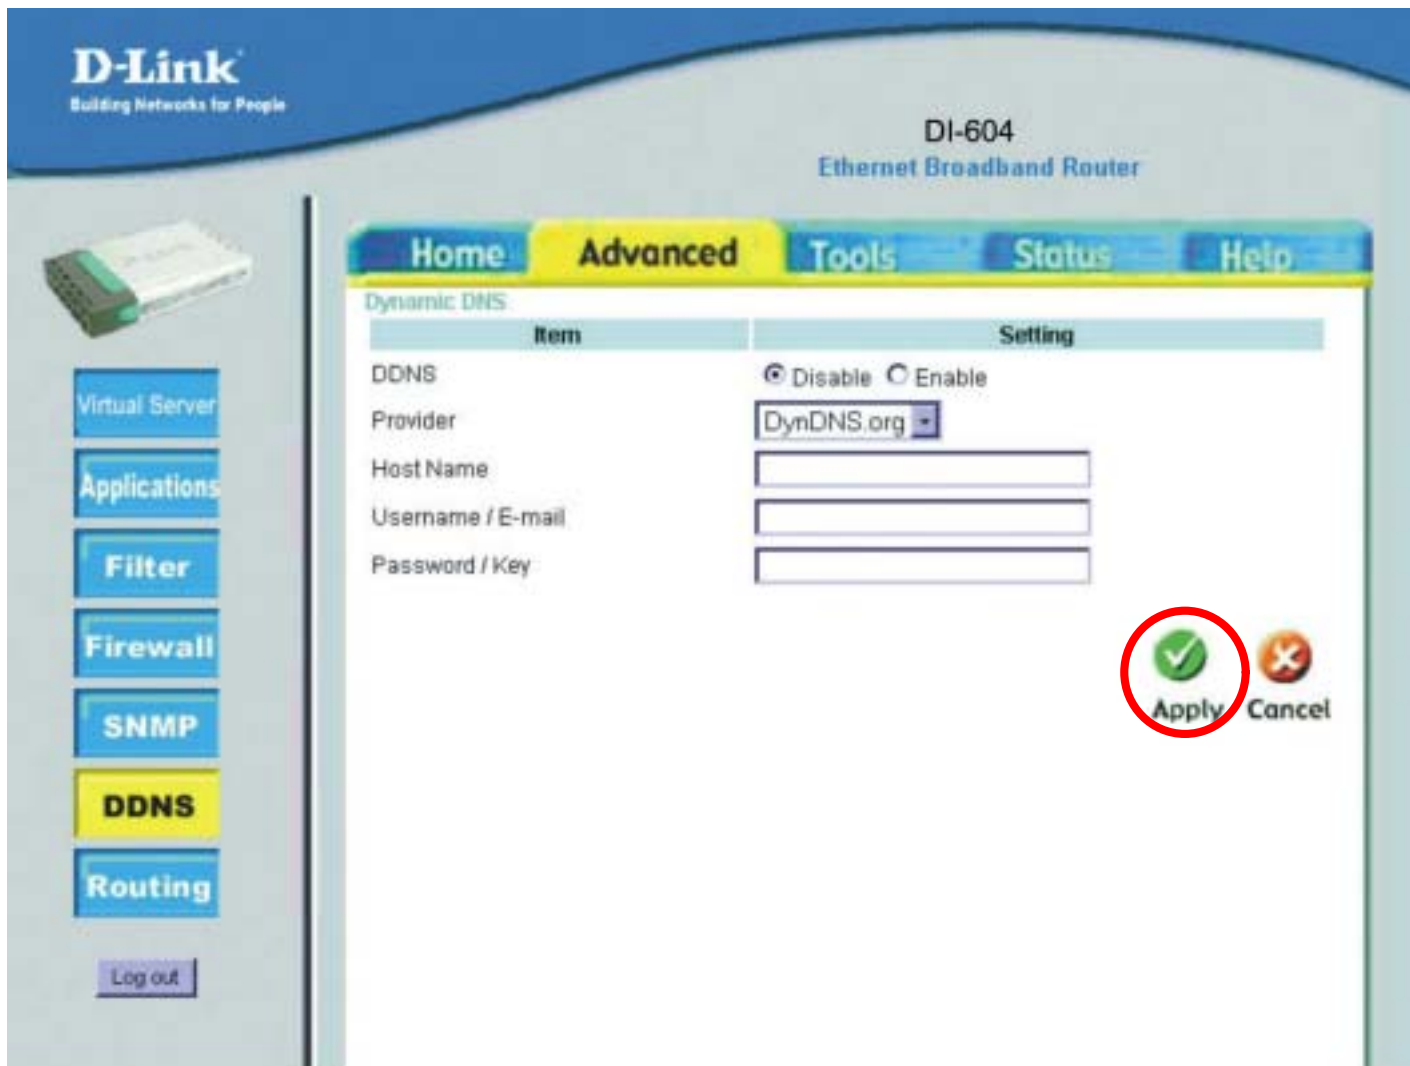 D-Link
Building Networks for People
DI-604
Ethernet Broadband Router
Home Advanced Tools Status Help
Dynamic DNS
Item Setting
DDNS Disable Enable
Provider DynDNS.org
Host Name
Username / E-mail
Password / Key
Apply Cancel
Virtual Server
Applications
Filter
Firewall
SNMP
DDNS
Routing
Log out